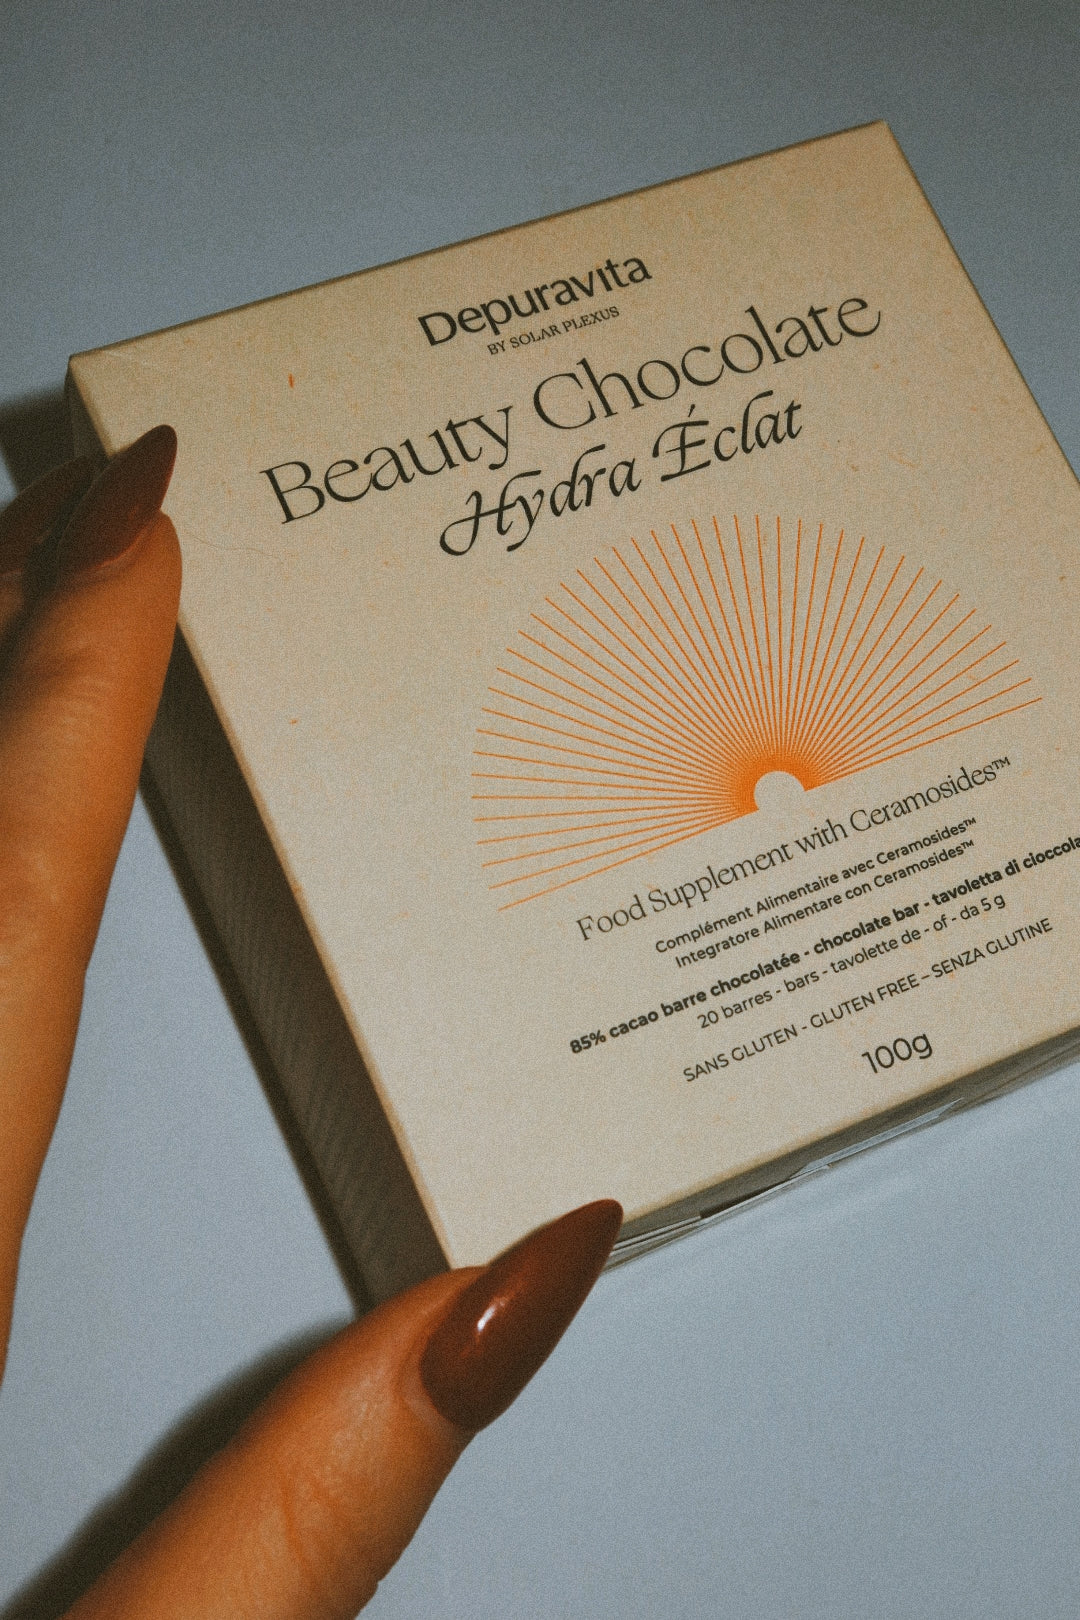 Depuravita
BY SOLAR PLEXUS
Beauty Chocolate
Hydra Éclat
Food Supplement with Ceramosides™
Complément Alimentaire avec Ceramosides™
Integratore Alimentare con Ceramosides™
85% cacao barre chocolatée - chocolate bar - tavoletta di
20 barres - bars - tavolette de - of - da 5 g
SANS GLUTEN - GLUTEN FREE – SENZA GLUTINE
100g